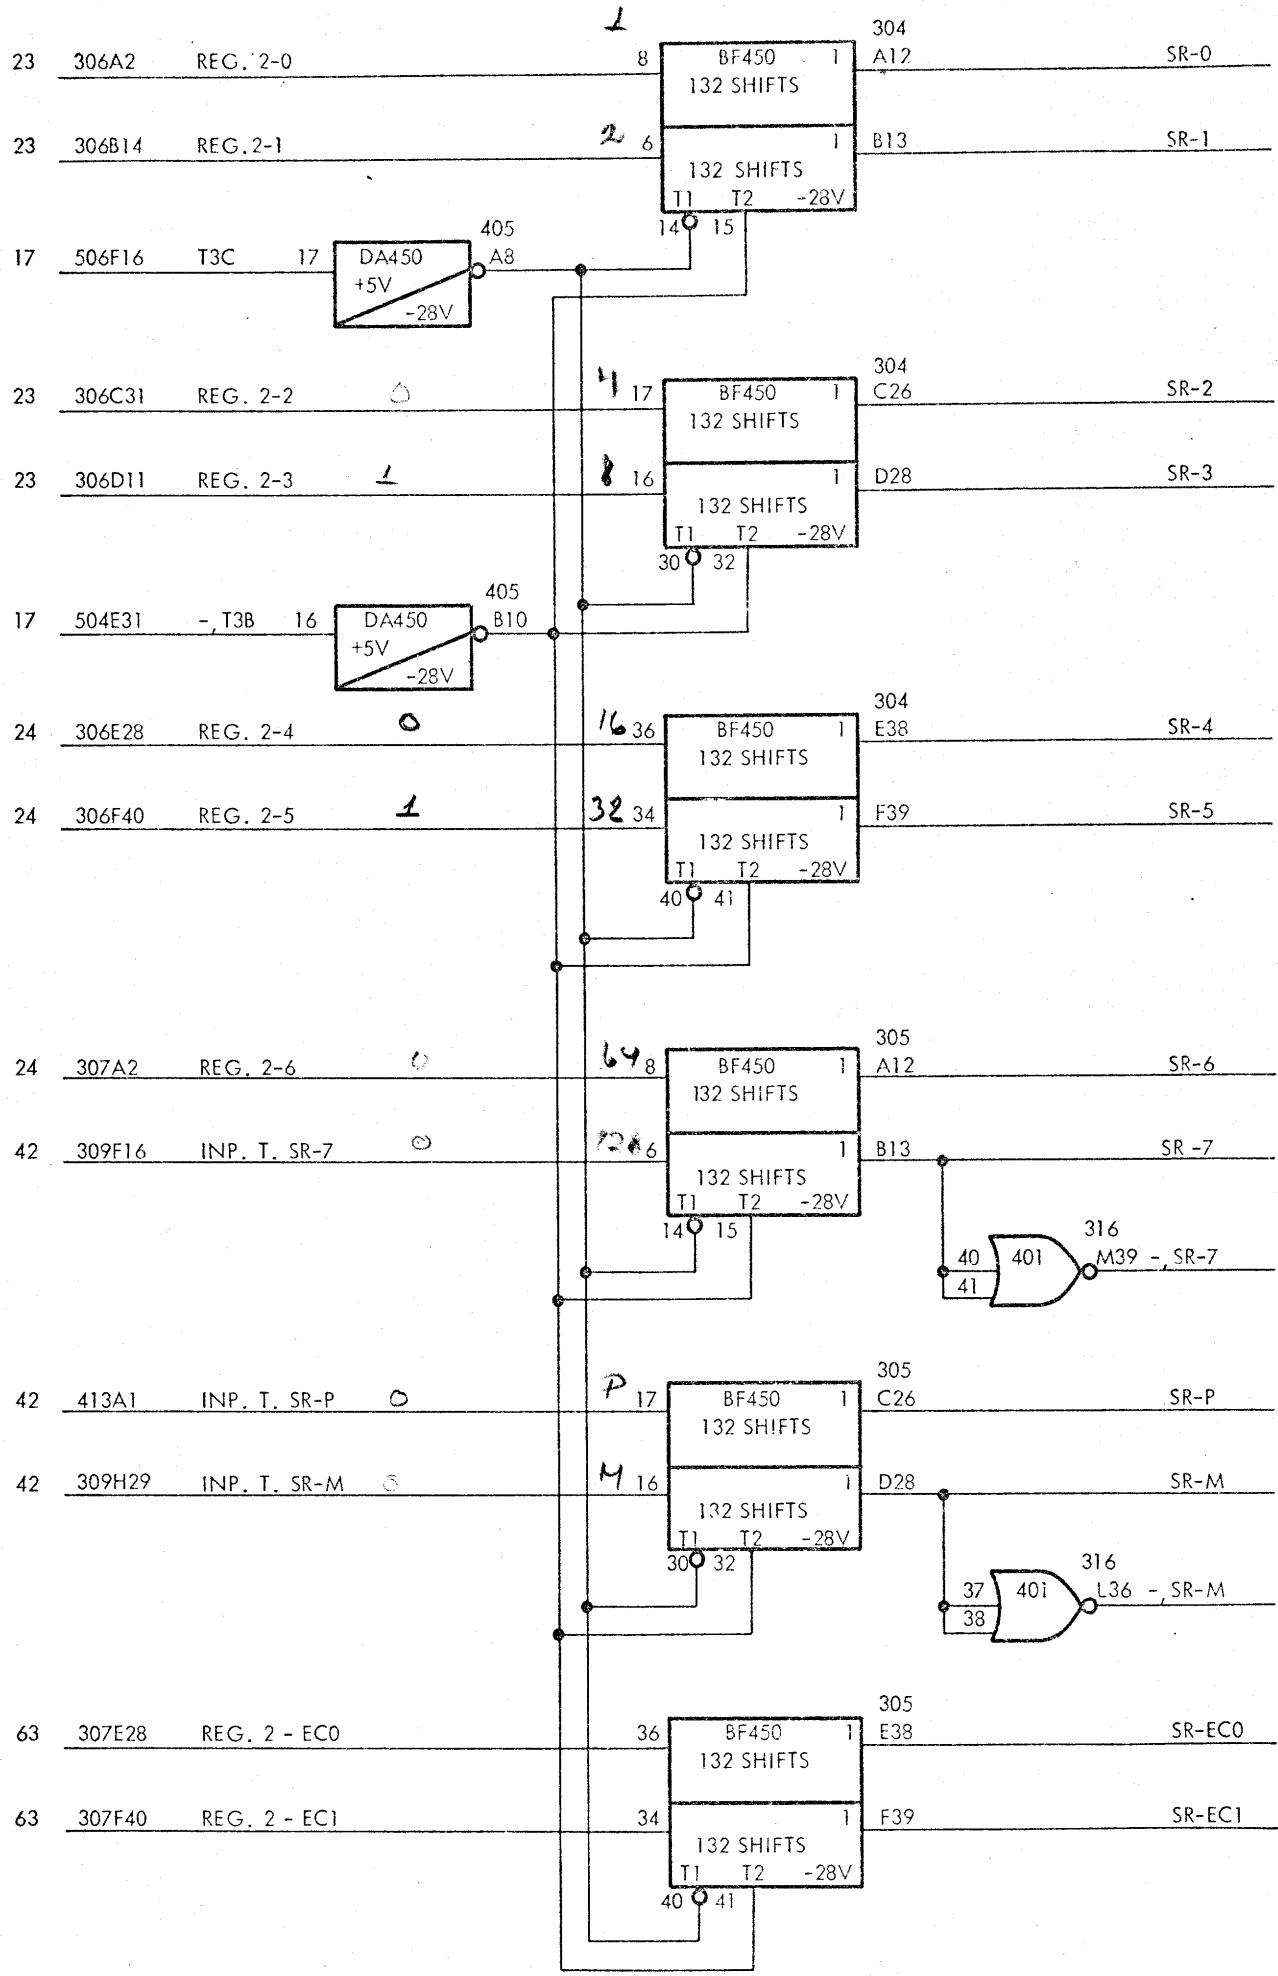 1
304
23 306A2 REG. 2-0 8 BF450 1 A12 SR-0
132 SHIFTS
23 306B14 REG.2-1 2 6 1 B13 SR-1
132 SHIFTS
T1 T2 -28V
14 15
405
17 506F16 T3C 17 DA450 A8
+5V
-28V
304
23 306C31 REG. 2-2 0 4 17 BF450 1 C26 SR-2
132 SHIFTS
23 306D11 REG. 2-3 1 8 16 1 D28 SR-3
132 SHIFTS
T1 T2 -28V
30 32
405
17 504E31 -,T3B 16 DA450 B10
+5V
-28V
304
24 306E28 REG. 2-4 0 16 36 BF450 1 E38 SR-4
132 SHIFTS
24 306F40 REG. 2-5 1 32 34 1 F39 SR-5
132 SHIFTS
T1 T2 -28V
40 41
305
24 307A2 REG. 2-6 0 64 8 BF450 1 A12 SR-6
132 SHIFTS
42 309F16 INP. T. SR-7 0 128 6 1 B13 SR-7
132 SHIFTS
T1 T2 -28V
14 15
316
40 401 M39 -,SR-7
41
305
42 413A1 INP. T. SR-P 0 P 17 BF450 1 C26 SR-P
132 SHIFTS
42 309H29 INP. T. SR-M 0 M 16 1 D28 SR-M
132 SHIFTS
T1 T2 -28V
30 32
316
37 401 L36 -,SR-M
38
305
63 307E28 REG. 2 - EC0 36 BF450 1 E38 SR-EC0
132 SHIFTS
63 307F40 REG. 2 - EC1 34 1 F39 SR-EC1
132 SHIFTS
T1 T2 -28V
40 41